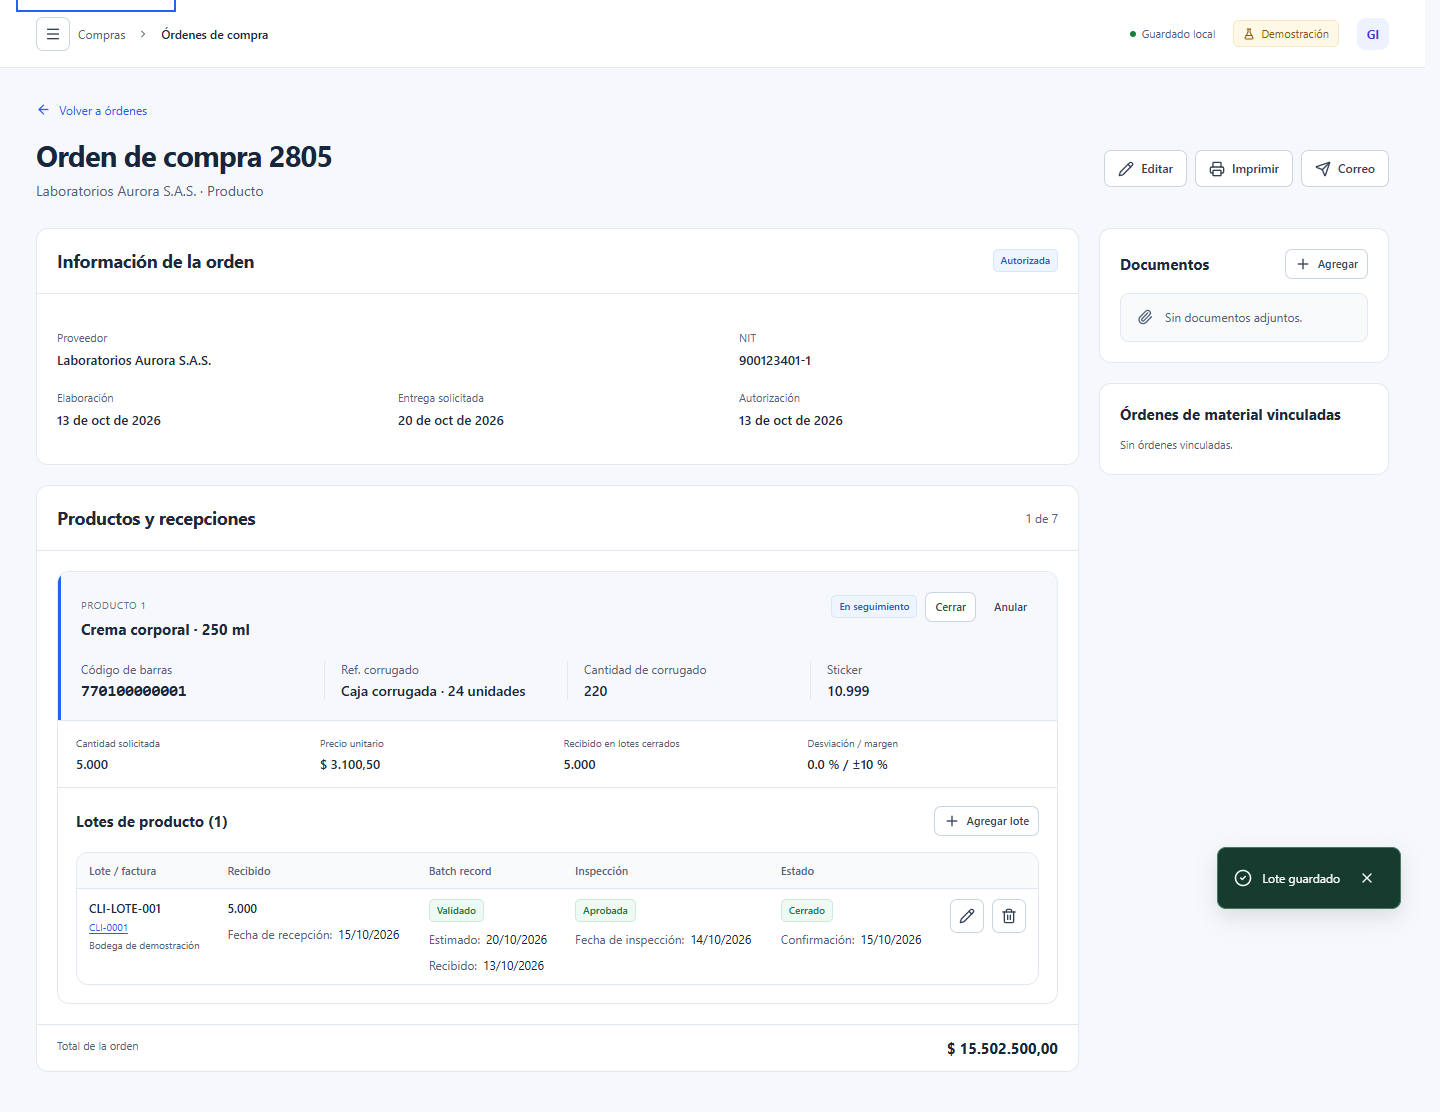 Compras
Órdenes de compra
Guardado local
Demostración
GI
Volver a órdenes
Orden de compra 2805
Laboratorios Aurora S.A.S. · Producto
Editar
Imprimir
Correo
Información de la orden
Autorizada
Proveedor
Laboratorios Aurora S.A.S.
NIT
900123401-1
Elaboración
13 de oct de 2026
Entrega solicitada
20 de oct de 2026
Autorización
13 de oct de 2026
Documentos
Agregar
Sin documentos adjuntos.
Órdenes de material vinculadas
Sin órdenes vinculadas.
Productos y recepciones
1 de 7
PRODUCTO 1
Crema corporal · 250 ml
En seguimiento
Cerrar
Anular
Código de barras
770100000001
Ref. corrugado
Caja corrugada · 24 unidades
Cantidad de corrugado
220
Sticker
10.999
Cantidad solicitada
5.000
Precio unitario
$ 3.100,50
Recibido en lotes cerrados
5.000
Desviación / margen
0.0 % / ±10 %
Lotes de producto (1)
Agregar lote
Lote / factura
Recibido
Batch record
Inspección
Estado
CLI-LOTE-001
CLI-0001
Bodega de demostración
5.000
Fecha de recepción: 15/10/2026
Validado
Estimado: 20/10/2026
Recibido: 13/10/2026
Aprobada
Fecha de inspección: 14/10/2026
Cerrado
Confirmación: 15/10/2026
Total de la orden
$ 15.502.500,00
Lote guardado